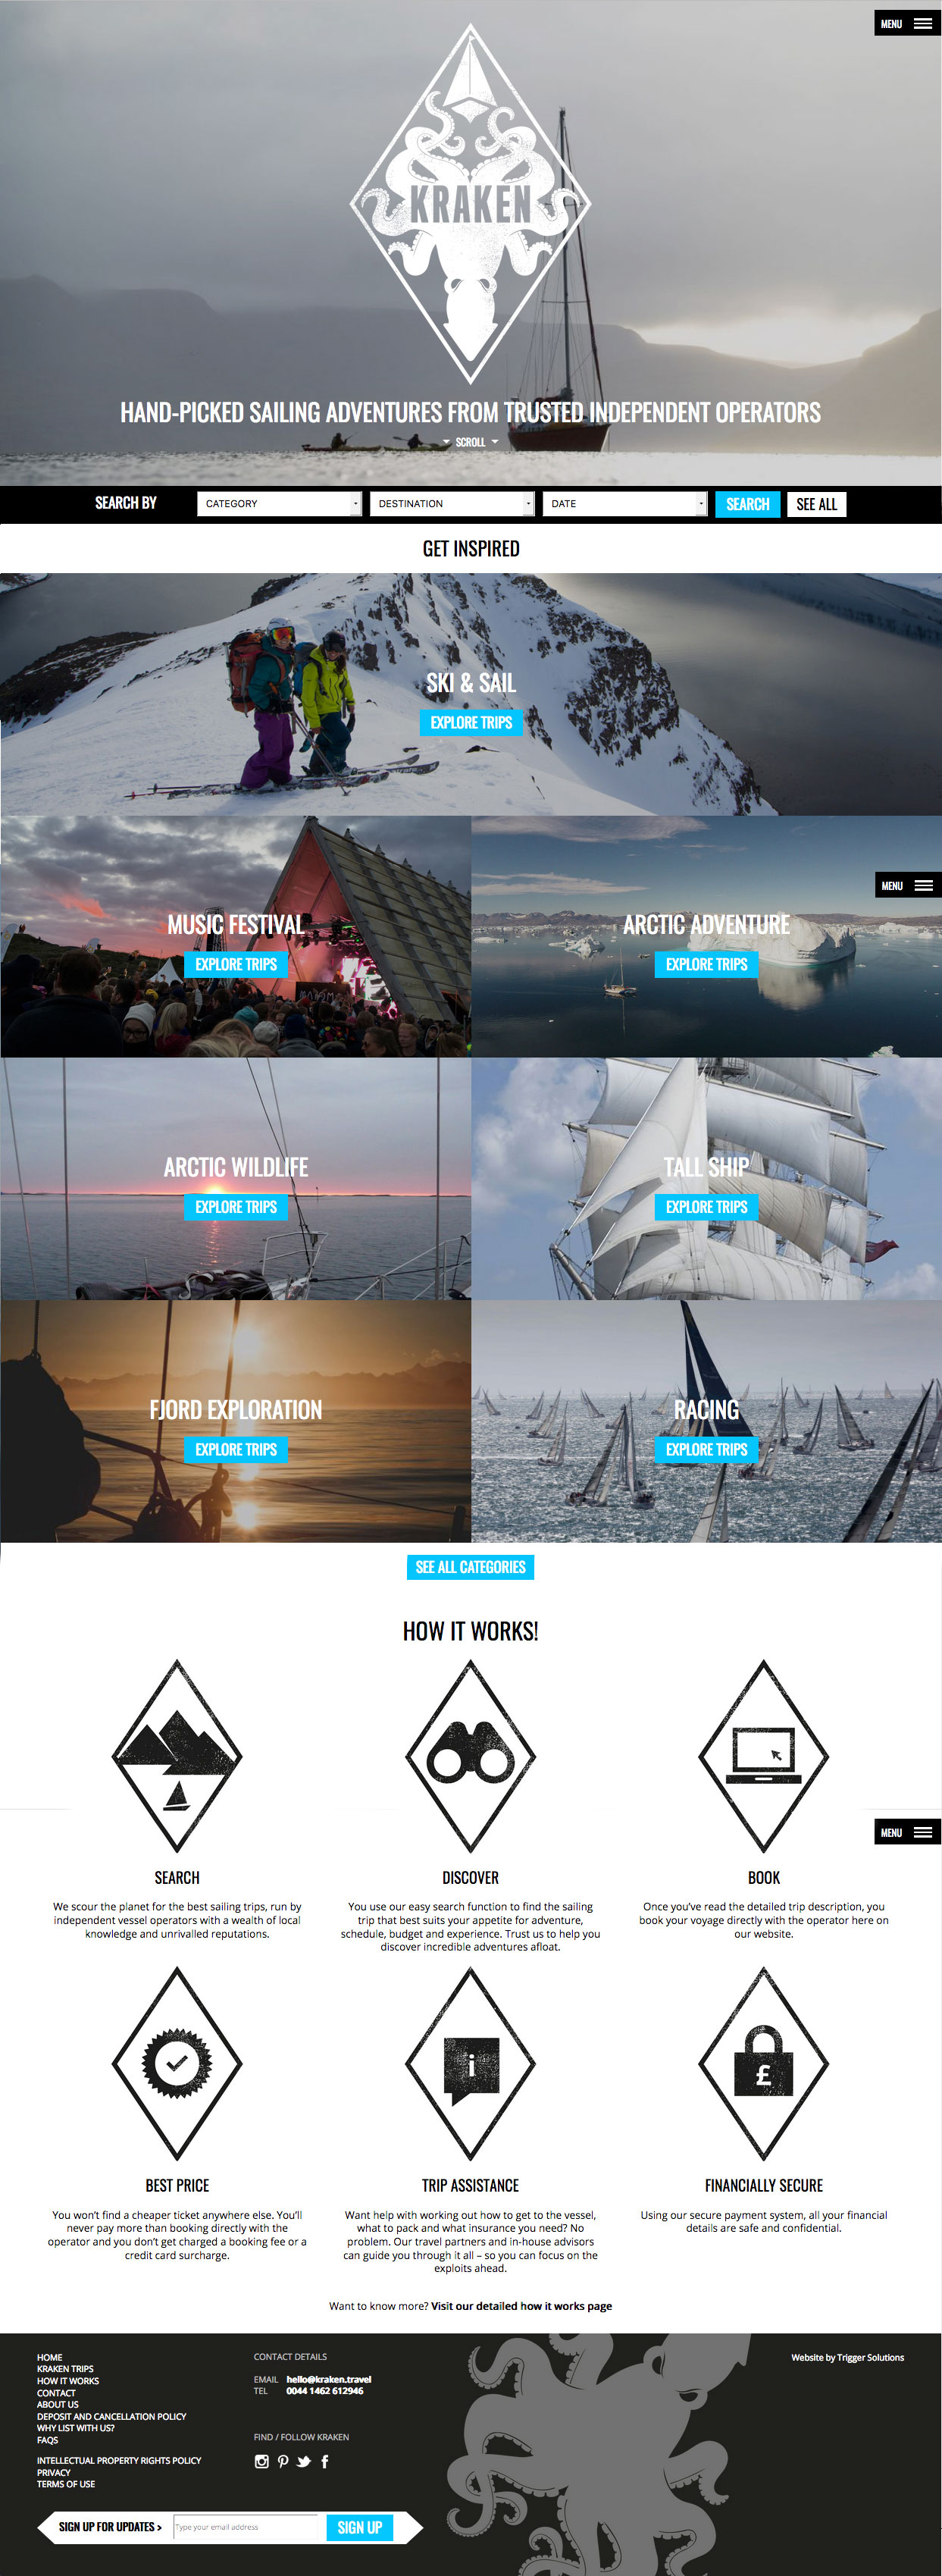 MENU
KRAKEN
HAND-PICKED SAILING ADVENTURES FROM TRUSTED INDEPENDENT OPERATORS
SCROLL
SEARCH BY
CATEGORY
DESTINATION
DATE
SEARCH
SEE ALL
GET INSPIRED
SKI & SAIL
EXPLORE TRIPS
MENU
MUSIC FESTIVAL
EXPLORE TRIPS
ARCTIC ADVENTURE
EXPLORE TRIPS
ARCTIC WILDLIFE
EXPLORE TRIPS
TALL SHIP
EXPLORE TRIPS
FJORD EXPLORATION
EXPLORE TRIPS
RACING
EXPLORE TRIPS
SEE ALL CATEGORIES
HOW IT WORKS!
MENU
SEARCH
We scour the planet for the best sailing trips, run by
independent vessel operators with a wealth of local
knowledge and unrivalled reputations.
DISCOVER
You use our easy search function to find the sailing
trip that best suits your appetite for adventure,
schedule, budget and experience. Trust us to help you
discover incredible adventures afloat.
BOOK
Once you've read the detailed trip description, you
book your voyage directly with the operator here on
our website.
BEST PRICE
You won't find a cheaper ticket anywhere else. You'll
never pay more than booking directly with the
operator and you don't get charged a booking fee or a
credit card surcharge.
i
TRIP ASSISTANCE
Want help with working out how to get to the vessel,
what to pack and what insurance you need? No
problem. Our travel partners and in-house advisors
can guide you through it all – so you can focus on the
exploits ahead.
£
FINANCIALLY SECURE
Using our secure payment system, all your financial
details are safe and confidential.
Want to know more? Visit our detailed how it works page
HOME
KRAKEN TRIPS
HOW IT WORKS
CONTACT
ABOUT US
DEPOSIT AND CANCELLATION POLICY
WHY LIST WITH US?
FAQS
INTELLECTUAL PROPERTY RIGHTS POLICY
PRIVACY
TERMS OF USE
CONTACT DETAILS
EMAIL hello@kraken.travel
TEL 0044 1462 612946
FIND / FOLLOW KRAKEN
Website by Trigger Solutions
SIGN UP FOR UPDATES >
Type your email address
SIGN UP